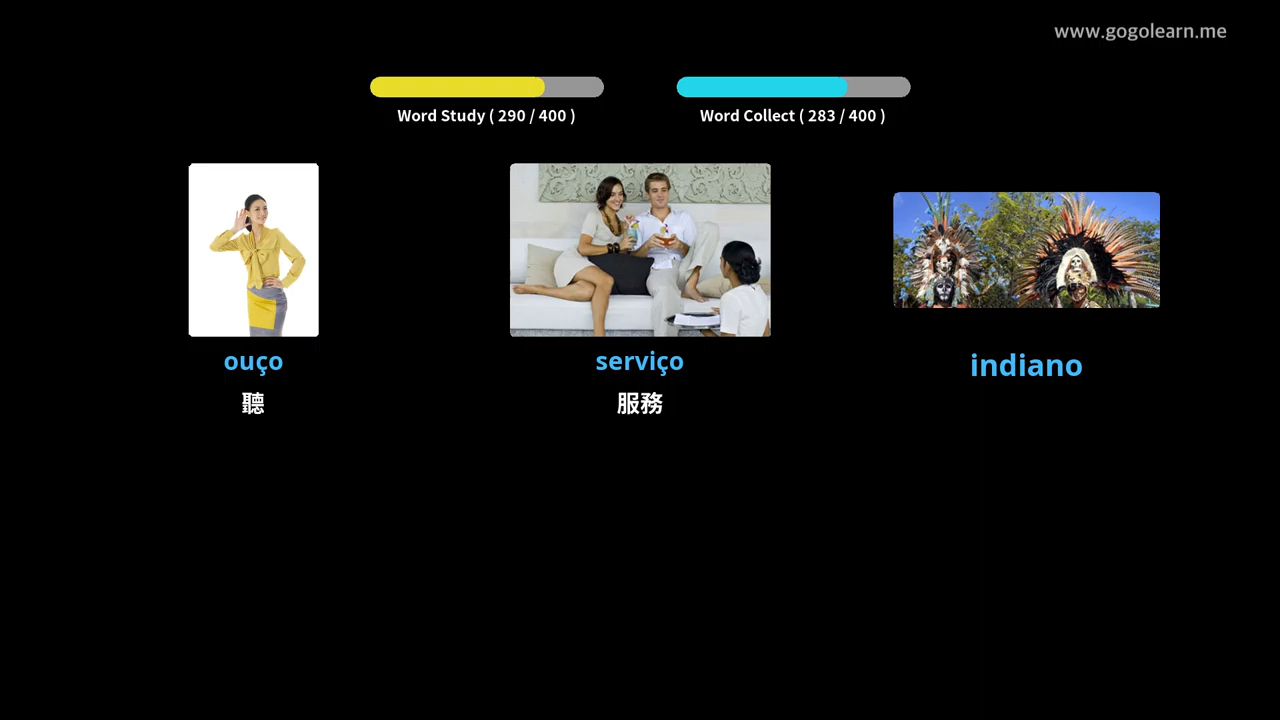 www.gogolearn.me
Word Study ( 290 / 400 )
Word Collect ( 283 / 400 )
ouço
聽
serviço
服務
indiano